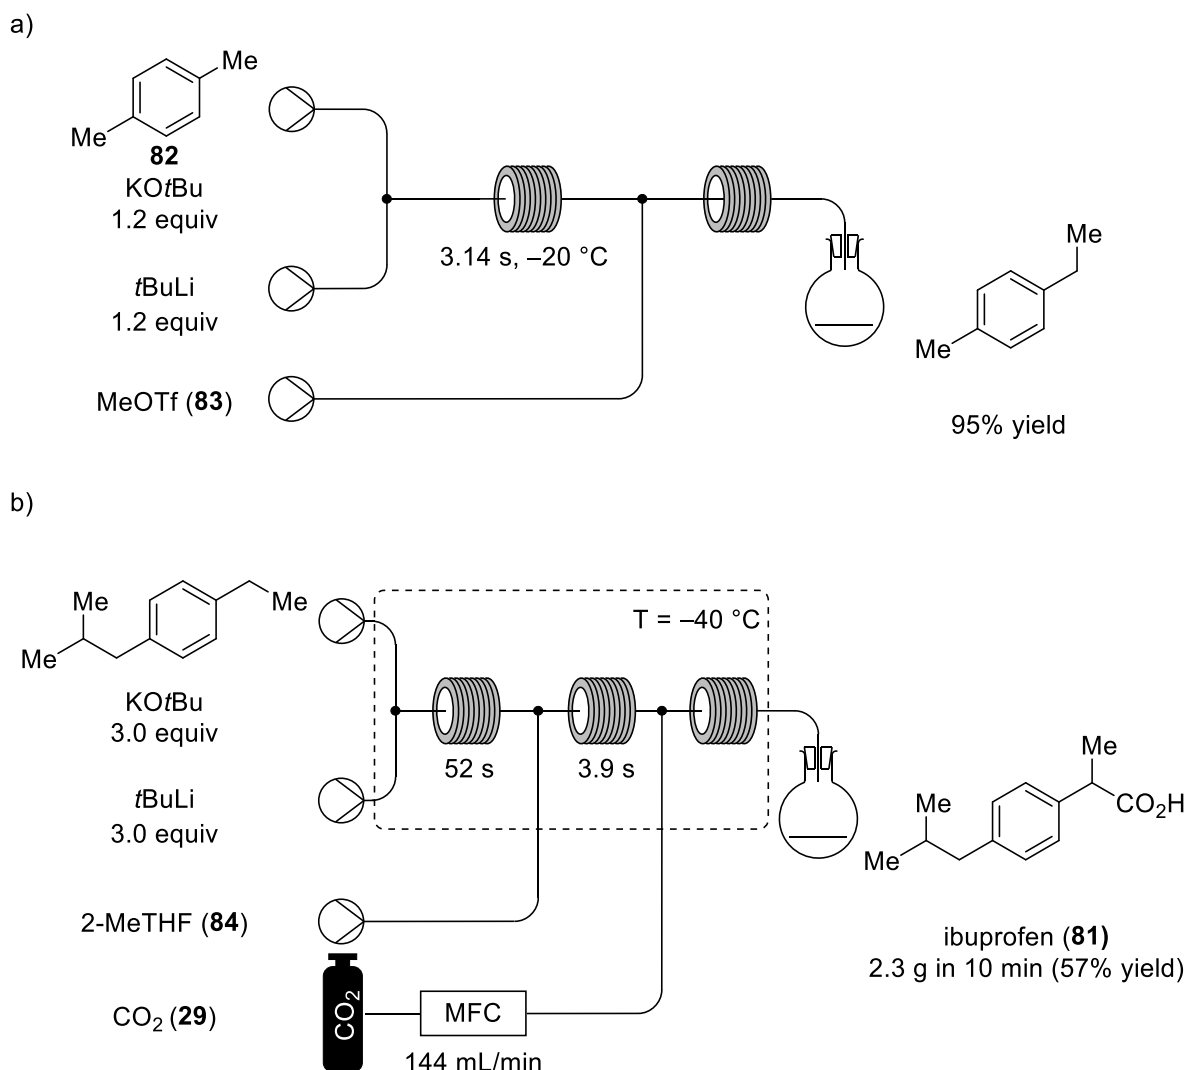 a)
Me
Me
82
KOtBu
1.2 equiv
tBuLi
1.2 equiv
MeOTf (83)
3.14 s, –20 °C
Me
Me
95% yield
b)
Me
Me
Me
KOtBu
3.0 equiv
tBuLi
3.0 equiv
2-MeTHF (84)
CO2 (29)
T = –40 °C
52 s
3.9 s
CO2
MFC
144 mL/min
Me
CO2H
Me
Me
ibuprofen (81)
2.3 g in 10 min (57% yield)